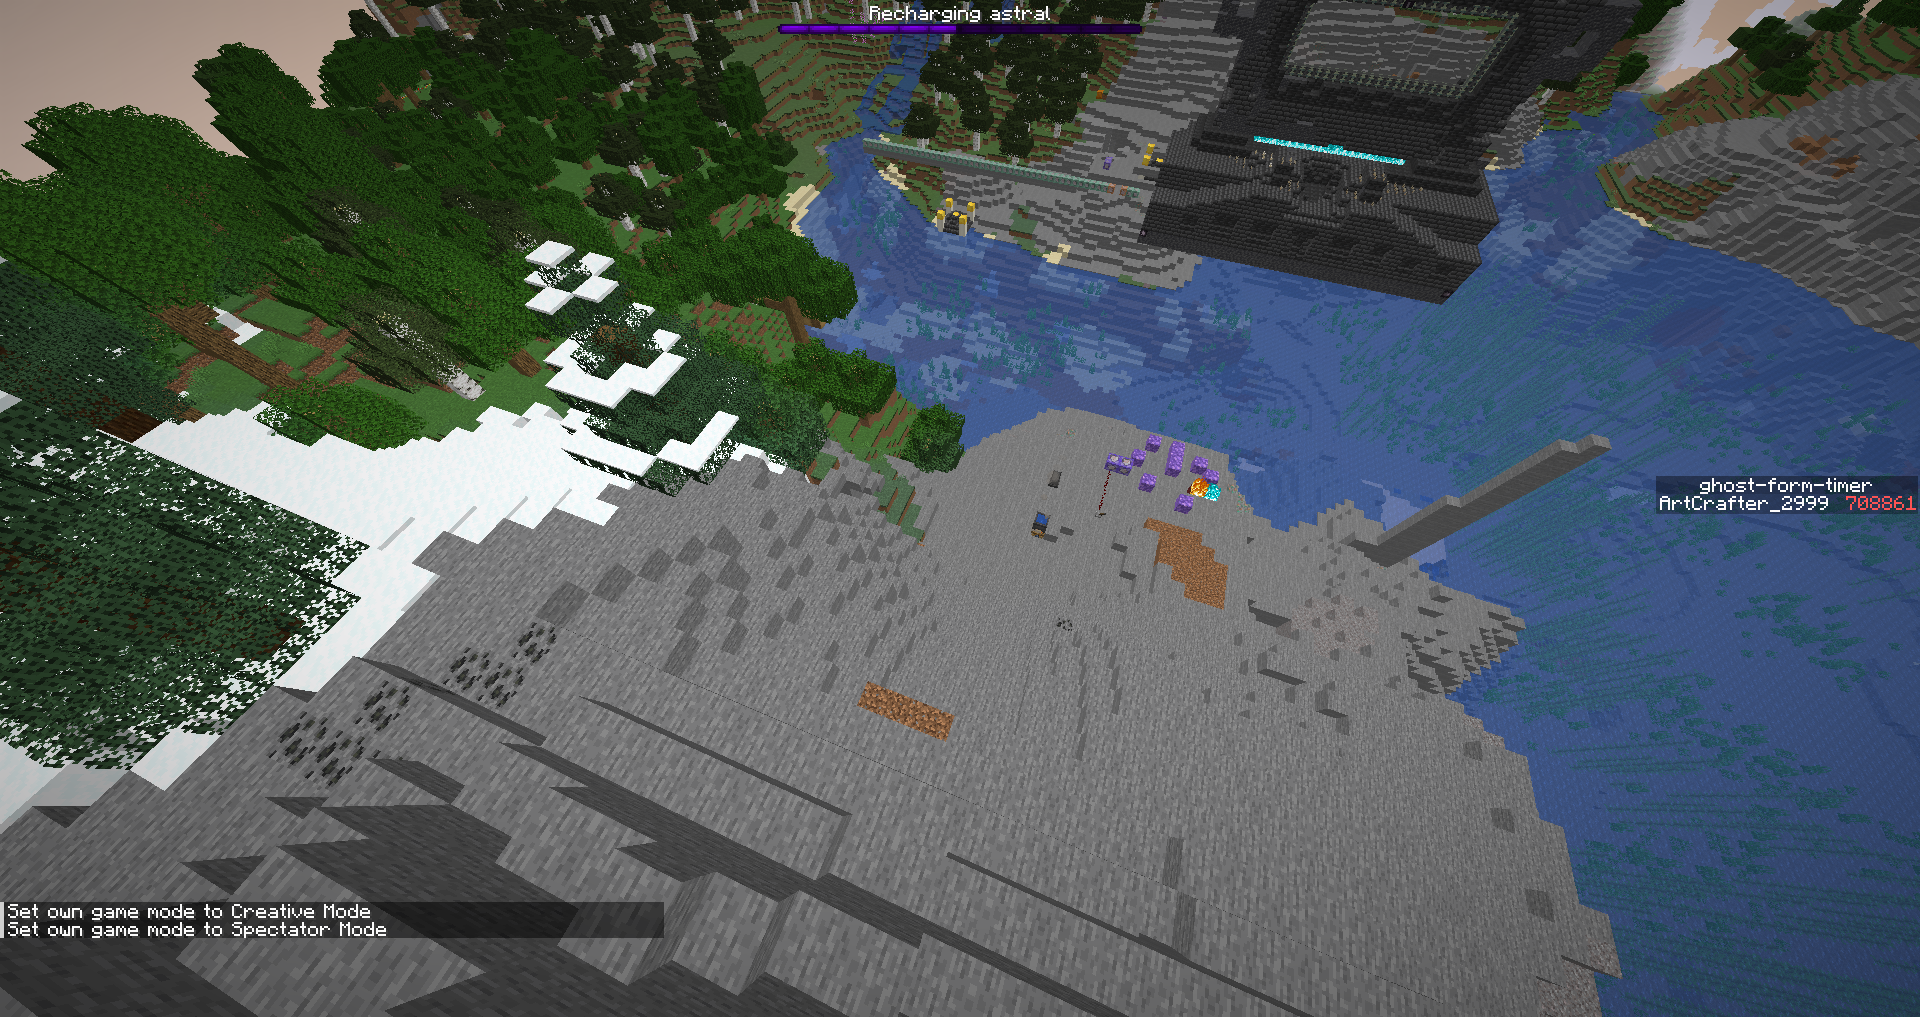 Recharging astral
ghost-form-timer
ArtCrafter_2999 708861
Set own game mode to Creative Mode
Set own game mode to Spectator Mode